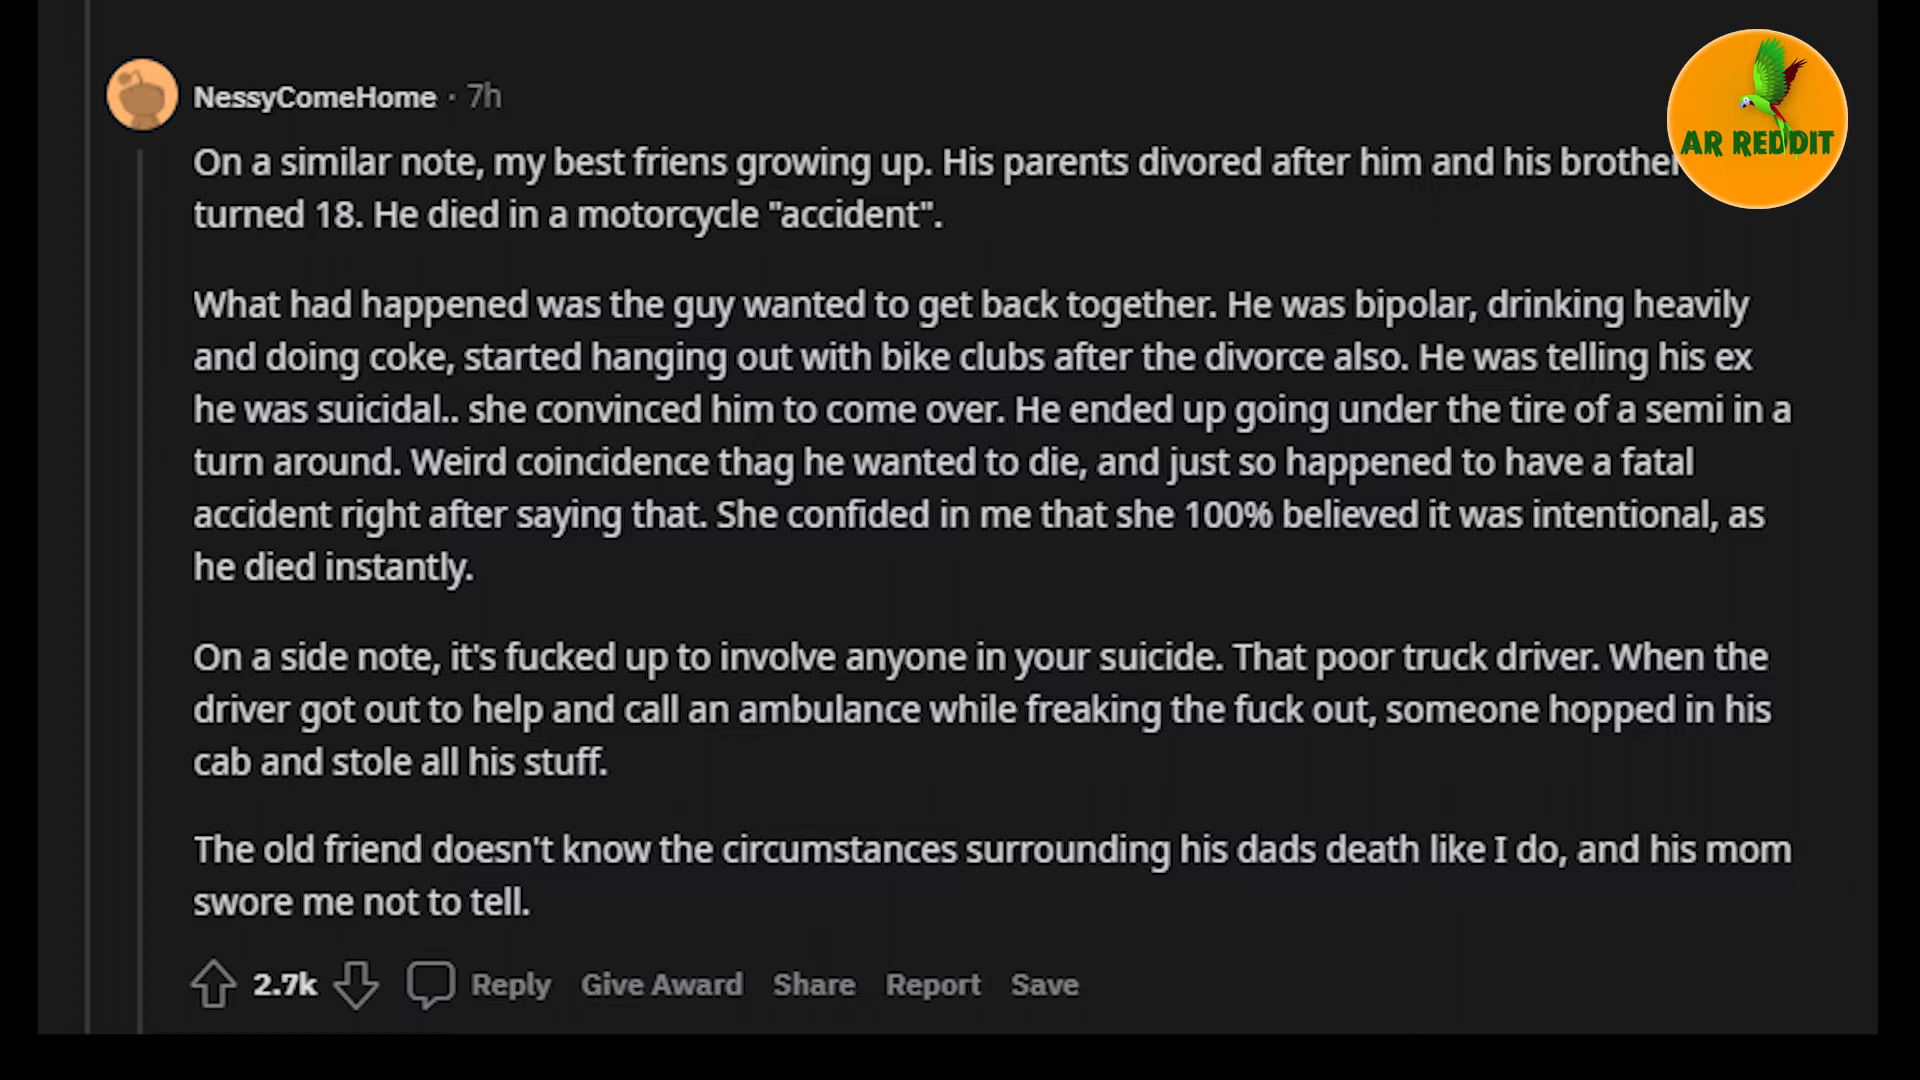 NessyComeHome · 7h
AR REDDIT
On a similar note, my best friens growing up. His parents divored after him and his brother
turned 18. He died in a motorcycle "accident".
What had happened was the guy wanted to get back together. He was bipolar, drinking heavily
and doing coke, started hanging out with bike clubs after the divorce also. He was telling his ex
he was suicidal.. she convinced him to come over. He ended up going under the tire of a semi in a
turn around. Weird coincidence thag he wanted to die, and just so happened to have a fatal
accident right after saying that. She confided in me that she 100% believed it was intentional, as
he died instantly.
On a side note, it's fucked up to involve anyone in your suicide. That poor truck driver. When the
driver got out to help and call an ambulance while freaking the fuck out, someone hopped in his
cab and stole all his stuff.
The old friend doesn't know the circumstances surrounding his dads death like I do, and his mom
swore me not to tell.
2.7k Reply Give Award Share Report Save